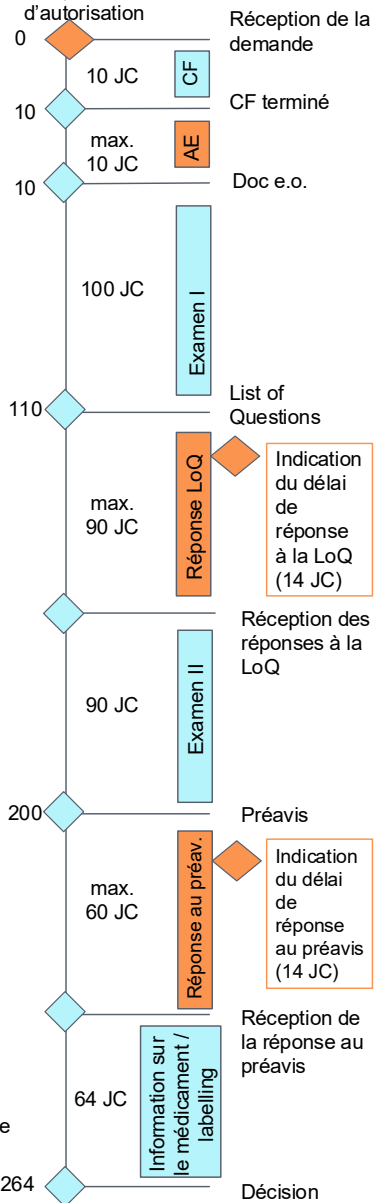 d'autorisation
0
Réception de la
demande
10 JC
CF
10
CF terminé
max.
10 JC
AE
10
Doc e.o.
100 JC
Examen I
110
List of
Questions
max.
90 JC
Réponse LoQ
Indication
du délai
de
réponse
à la LoQ
(14 JC)
Réception des
réponses à la
LoQ
90 JC
Examen II
200
Préavis
max.
60 JC
Réponse au préav.
Indication
du délai
de
réponse
au préavis
(14 JC)
Réception de
la réponse au
préavis
64 JC
Information sur
le médicament /
labelling
e
264
Décision